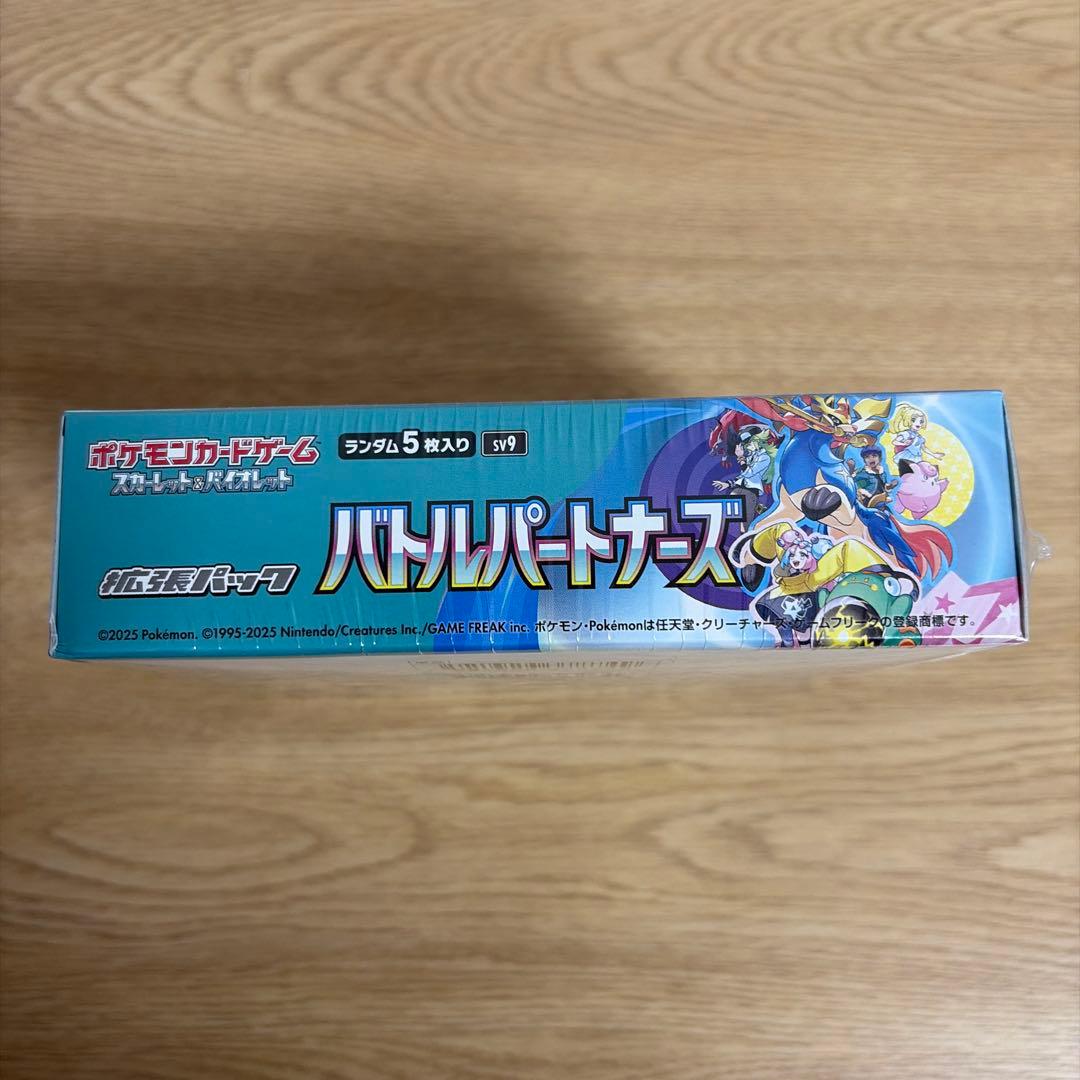 ポケモンカードゲーム
スカーレット&バイオレット
ランダム5枚入り
SV9
拡張パック
バトルパートナーズ
©2025 Pokémon. ©1995-2025 Nintendo/Creatures Inc./GAME FREAK inc. ポケモン・Pokémonは任天堂・クリーチャーズ・ゲームフリークの登録商標です。